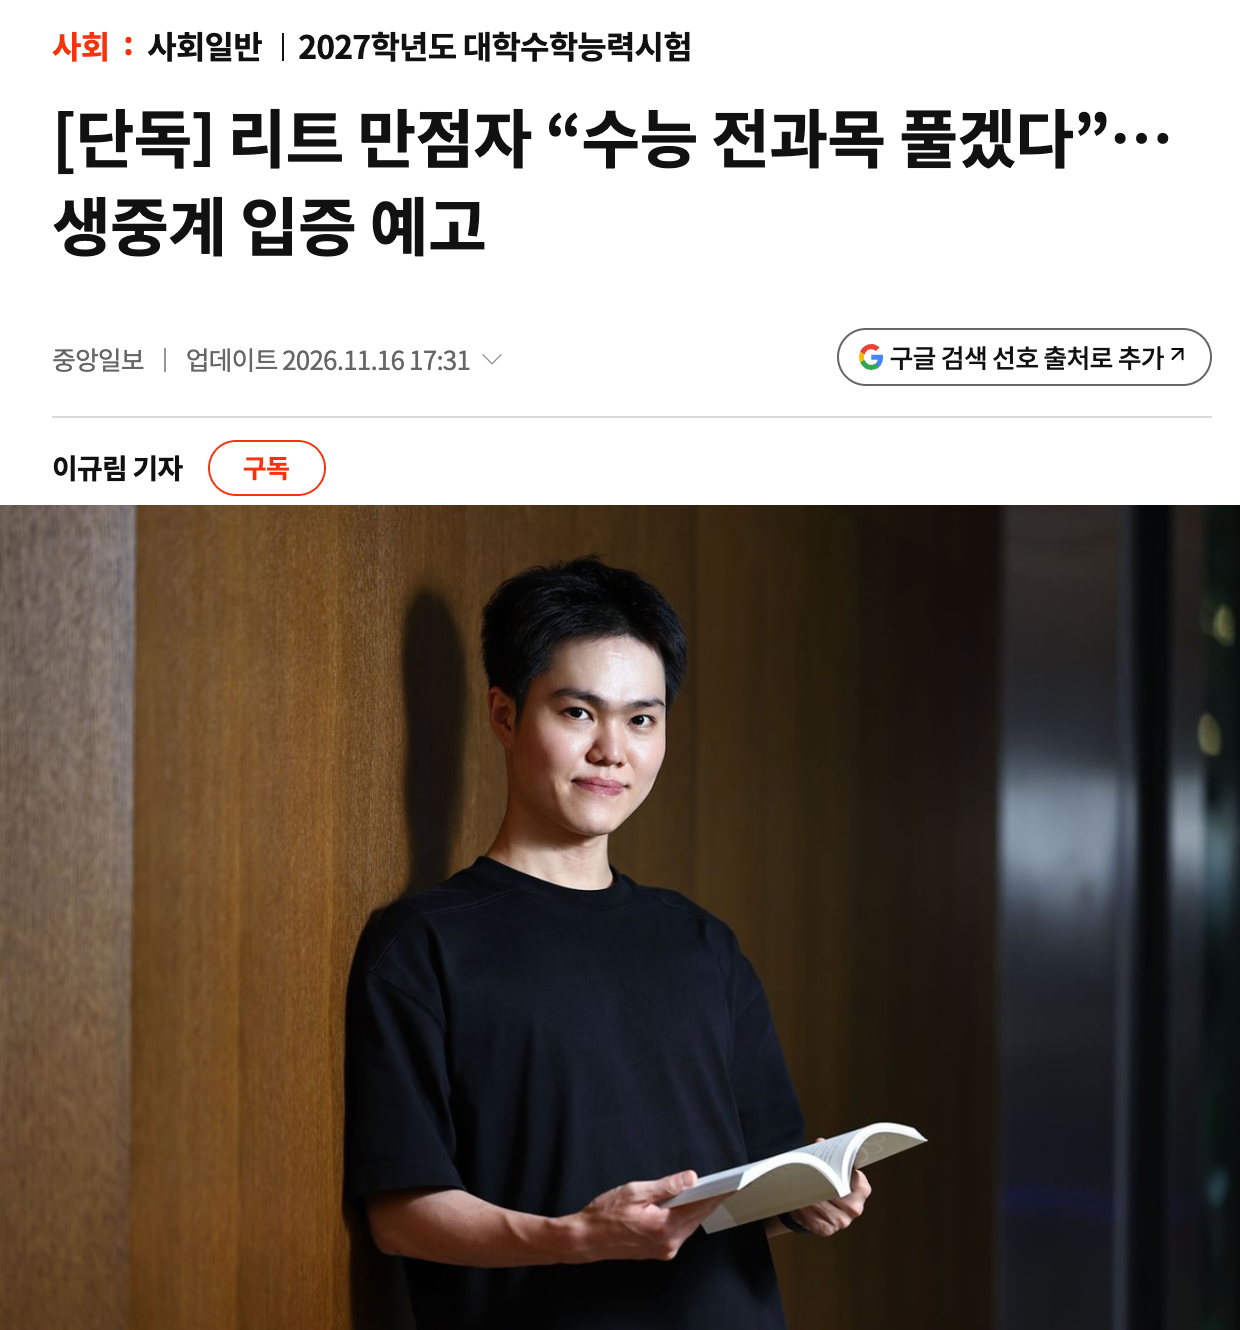 사회 : 사회일반 | 2027학년도 대학수학능력시험
[단독] 리트 만점자 “수능 전과목 풀겠다”…
생중계 입증 예고
중앙일보 | 업데이트 2026.11.16 17:31
구글 검색 선호 출처로 추가
이규림 기자 구독